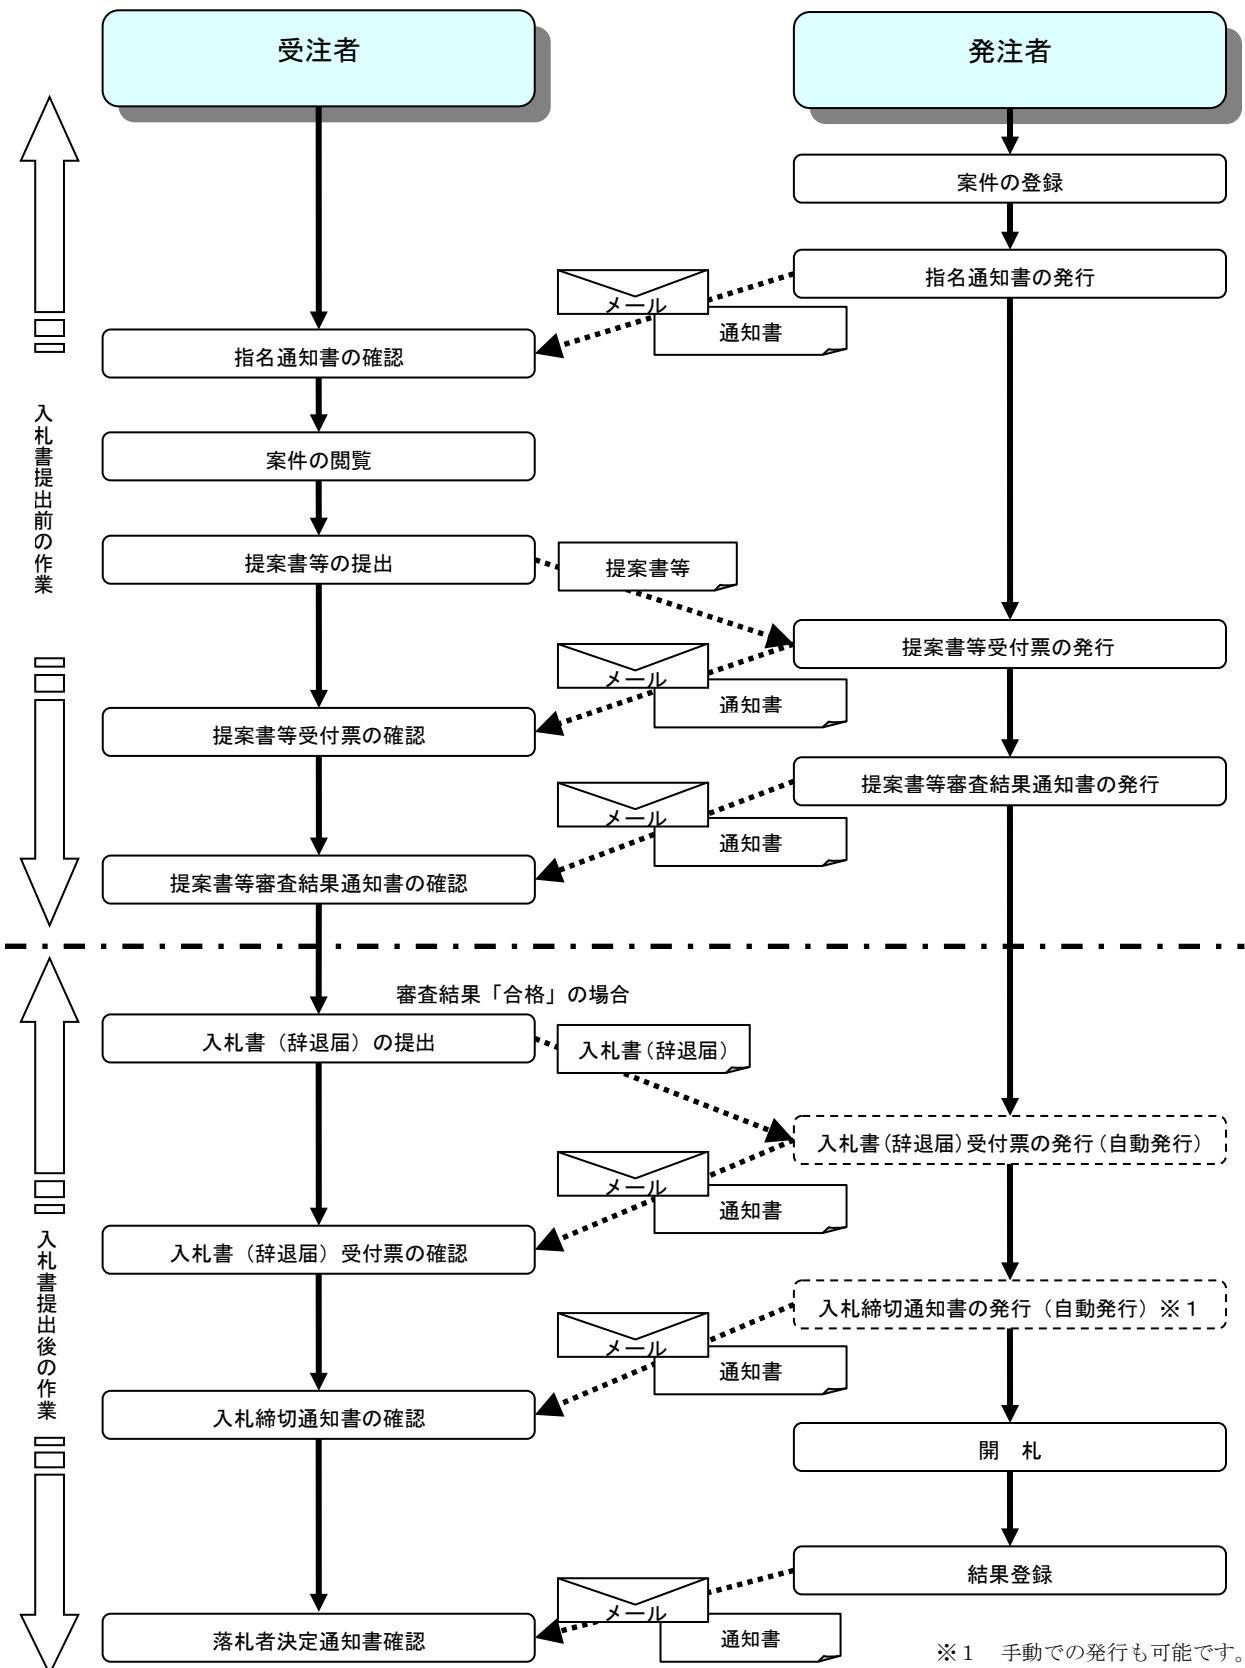 受注者
発注者
案件の登録
指名通知書の発行
メール
通知書
指名通知書の確認
入札書提出前の作業
案件の閲覧
提案書等の提出
提案書等
提案書等受付票の発行
メール
通知書
提案書等受付票の確認
提案書等審査結果通知書の発行
メール
通知書
提案書等審査結果通知書の確認
審査結果「合格」の場合
入札書（辞退届）の提出
入札書(辞退届)
入札書(辞退届)受付票の発行(自動発行)
メール
通知書
入札書（辞退届）受付票の確認
入札書提出後の作業
入札締切通知書の発行（自動発行）※１
メール
通知書
入札締切通知書の確認
開　札
結果登録
メール
通知書
落札者決定通知書確認
※１　手動での発行も可能です。